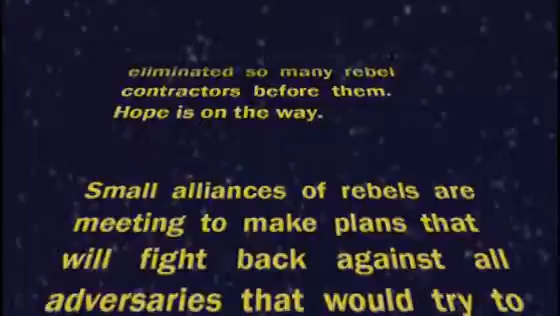 eliminated so many rebel
contractors before them.
Hope is on the way.
Small alliances of rebels are
meeting to make plans that
will fight back against all
adversaries that would try to